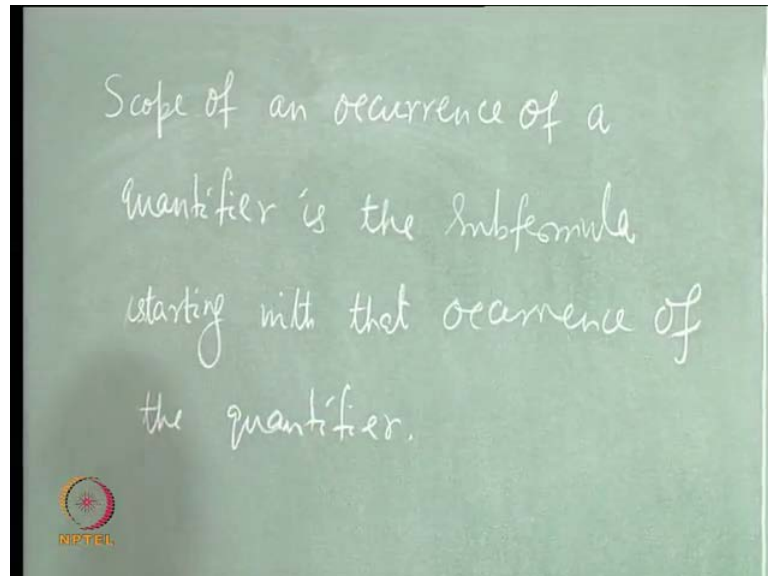 Scope of an occurrence of a
quantifier is the subformula
starting with that occurrence of
the quantifier.
NPTEL